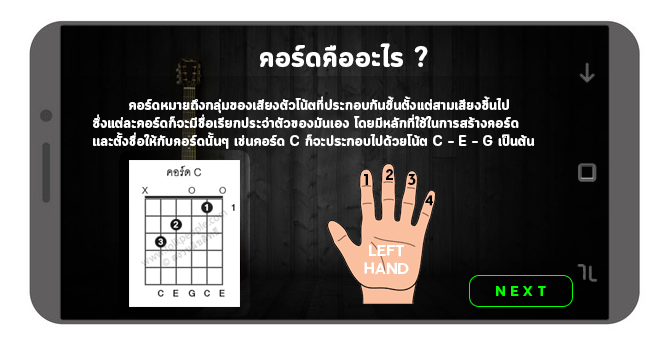 คอร์ดคืออะไร ?
คอร์ดหมายถึงกลุ่มของเสียงตัวโน้ตที่ประกอบกันขึ้นตั้งแต่สามเสียงขึ้นไป
ซึ่งแต่ละคอร์ดก็จะมีชื่อเรียกประจำตัวของมันเอง โดยมีหลักที่ใช้ในการสร้างคอร์ด
และตั้งชื่อให้กับคอร์ดนั้นๆ เช่นคอร์ด C ก็จะประกอบไปด้วยโน้ต C - E - G เป็นต้น
คอร์ด C
X O O
1 1
2
3
C E G C E
1 2 3 4
LEFT
HAND
NEXT